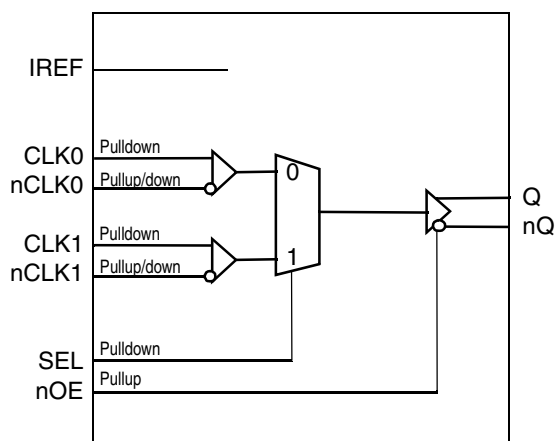 IREF
CLK0 Pulldown
nCLK0 Pullup/down
0
CLK1 Pulldown
nCLK1 Pullup/down
1
Q
nQ
SEL Pulldown
nOE Pullup